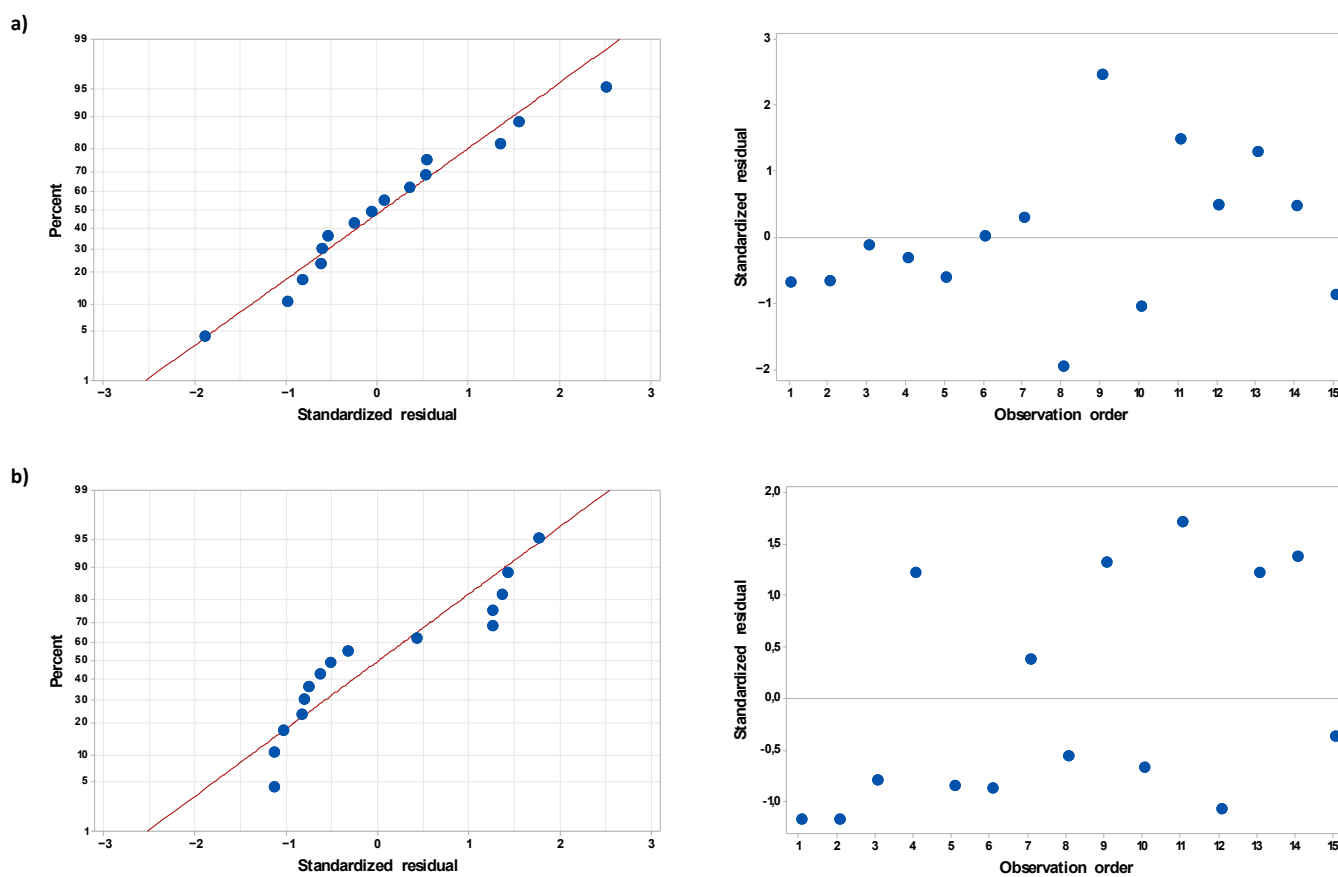 a)
99
95
90
80
70
60
50
40
30
20
10
5
1
Percent
−3 −2 −1 0 1 2 3
Standardized residual
3
2
1
0
−1
−2
Standardized residual
1 2 3 4 5 6 7 8 9 10 11 12 13 14 15
Observation order
b)
99
95
90
80
70
60
50
40
30
20
10
5
1
Percent
−3 −2 −1 0 1 2 3
Standardized residual
2,0
1,5
1,0
0,5
0,0
-0,5
-1,0
Standardized residual
1 2 3 4 5 6 7 8 9 10 11 12 13 14 15
Observation order